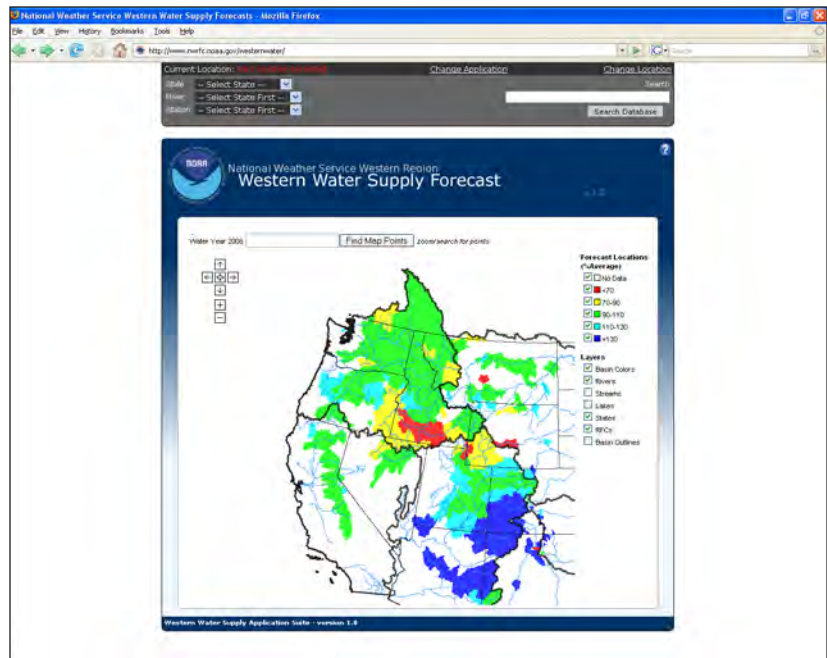 National Weather Service Western Water Supply Forecasts - Mozilla Firefox
File Edit View History Bookmarks Tools Help
http://www.nwrfc.noaa.gov/westernwater/
Current Location:
Change Application
Change Location
State -- Select State --
Search
River -- Select State First --
Station -- Select State First --
Search Database
NOAA
?
National Weather Service Western Region
Western Water Supply Forecast
Water Year 2006
Find Map Points
zoom/search for points
Forecast Locations
(%Average)
No Data
<70
70-90
90-110
110-130
>130
Layers
Basin Colors
Rivers
Streams
Lakes
States
RFCs
Basin Outlines
Western Water Supply Application Suite - version 1.0